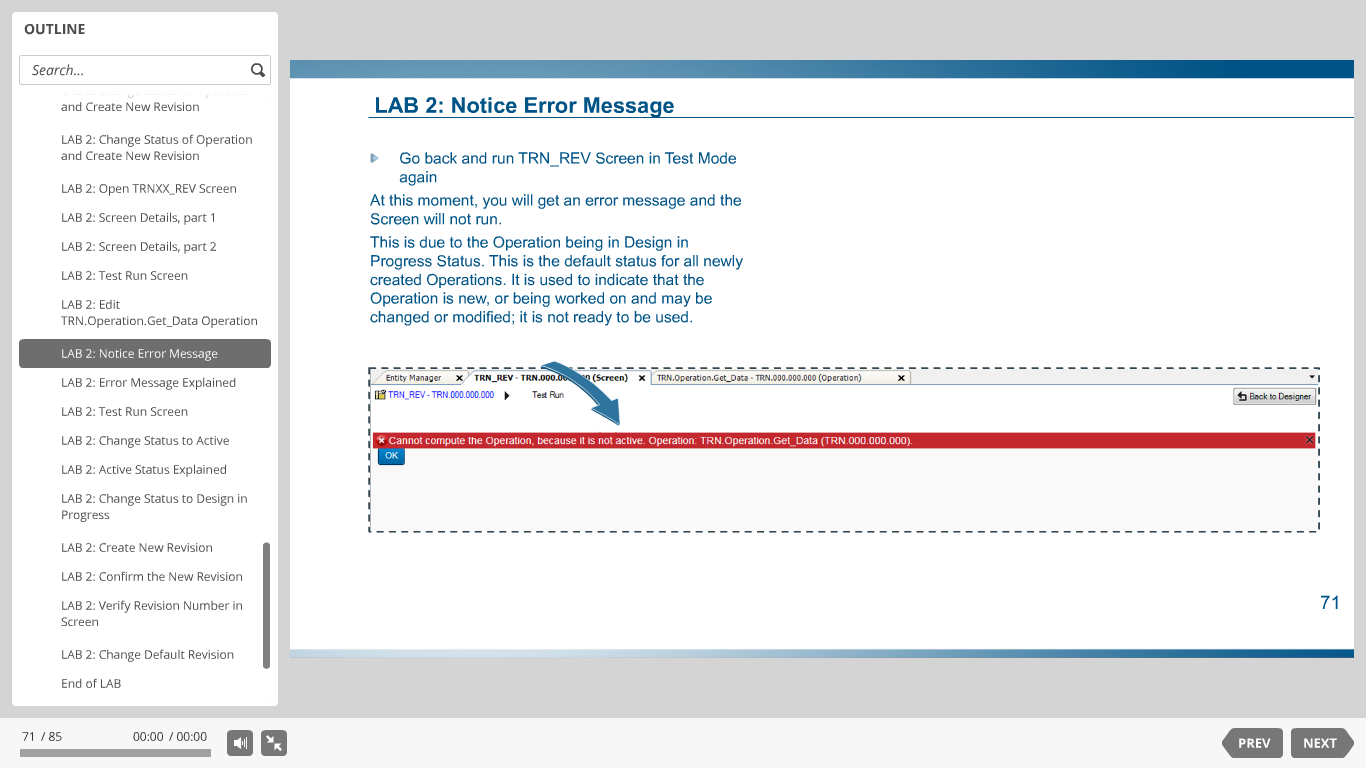 OUTLINE
Search...
and Create New Revision
LAB 2: Change Status of Operation
and Create New Revision
LAB 2: Open TRNXX_REV Screen
LAB 2: Screen Details, part 1
LAB 2: Screen Details, part 2
LAB 2: Test Run Screen
LAB 2: Edit
TRN.Operation.Get_Data Operation
LAB 2: Notice Error Message
LAB 2: Error Message Explained
LAB 2: Test Run Screen
LAB 2: Change Status to Active
LAB 2: Active Status Explained
LAB 2: Change Status to Design in
Progress
LAB 2: Create New Revision
LAB 2: Confirm the New Revision
LAB 2: Verify Revision Number in
Screen
LAB 2: Change Default Revision
End of LAB
LAB 2: Notice Error Message
Go back and run TRN_REV Screen in Test Mode
again
At this moment, you will get an error message and the
Screen will not run.
This is due to the Operation being in Design in
Progress Status. This is the default status for all newly
created Operations. It is used to indicate that the
Operation is new, or being worked on and may be
changed or modified; it is not ready to be used.
Entity Manager TRN_REV - TRN.000. (Screen) TRN.Operation.Get_Data - TRN.000.000.000 (Operation)
TRN_REV - TRN.000.000.000 Test Run Back to Designer
Cannot compute the Operation, because it is not active. Operation: TRN.Operation.Get_Data (TRN.000.000.000).
OK
71
71 / 85 00:00 / 00:00 PREV NEXT